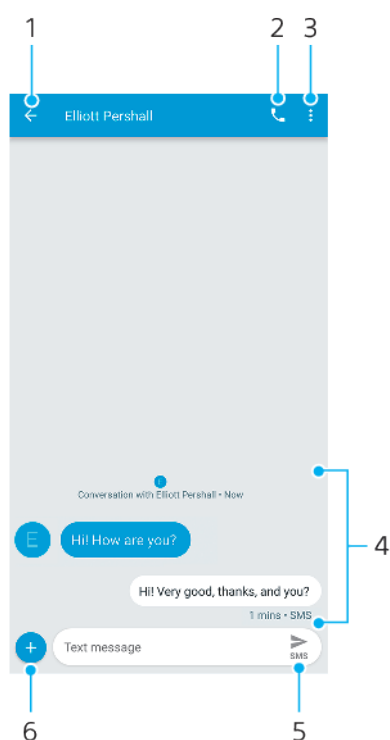 1 2 3
Elliott Pershall
E
Conversation with Elliott Pershall • Now
E Hi! How are you?
Hi! Very good, thanks, and you?
1 mins • SMS
4
+ Text message
SMS
6 5